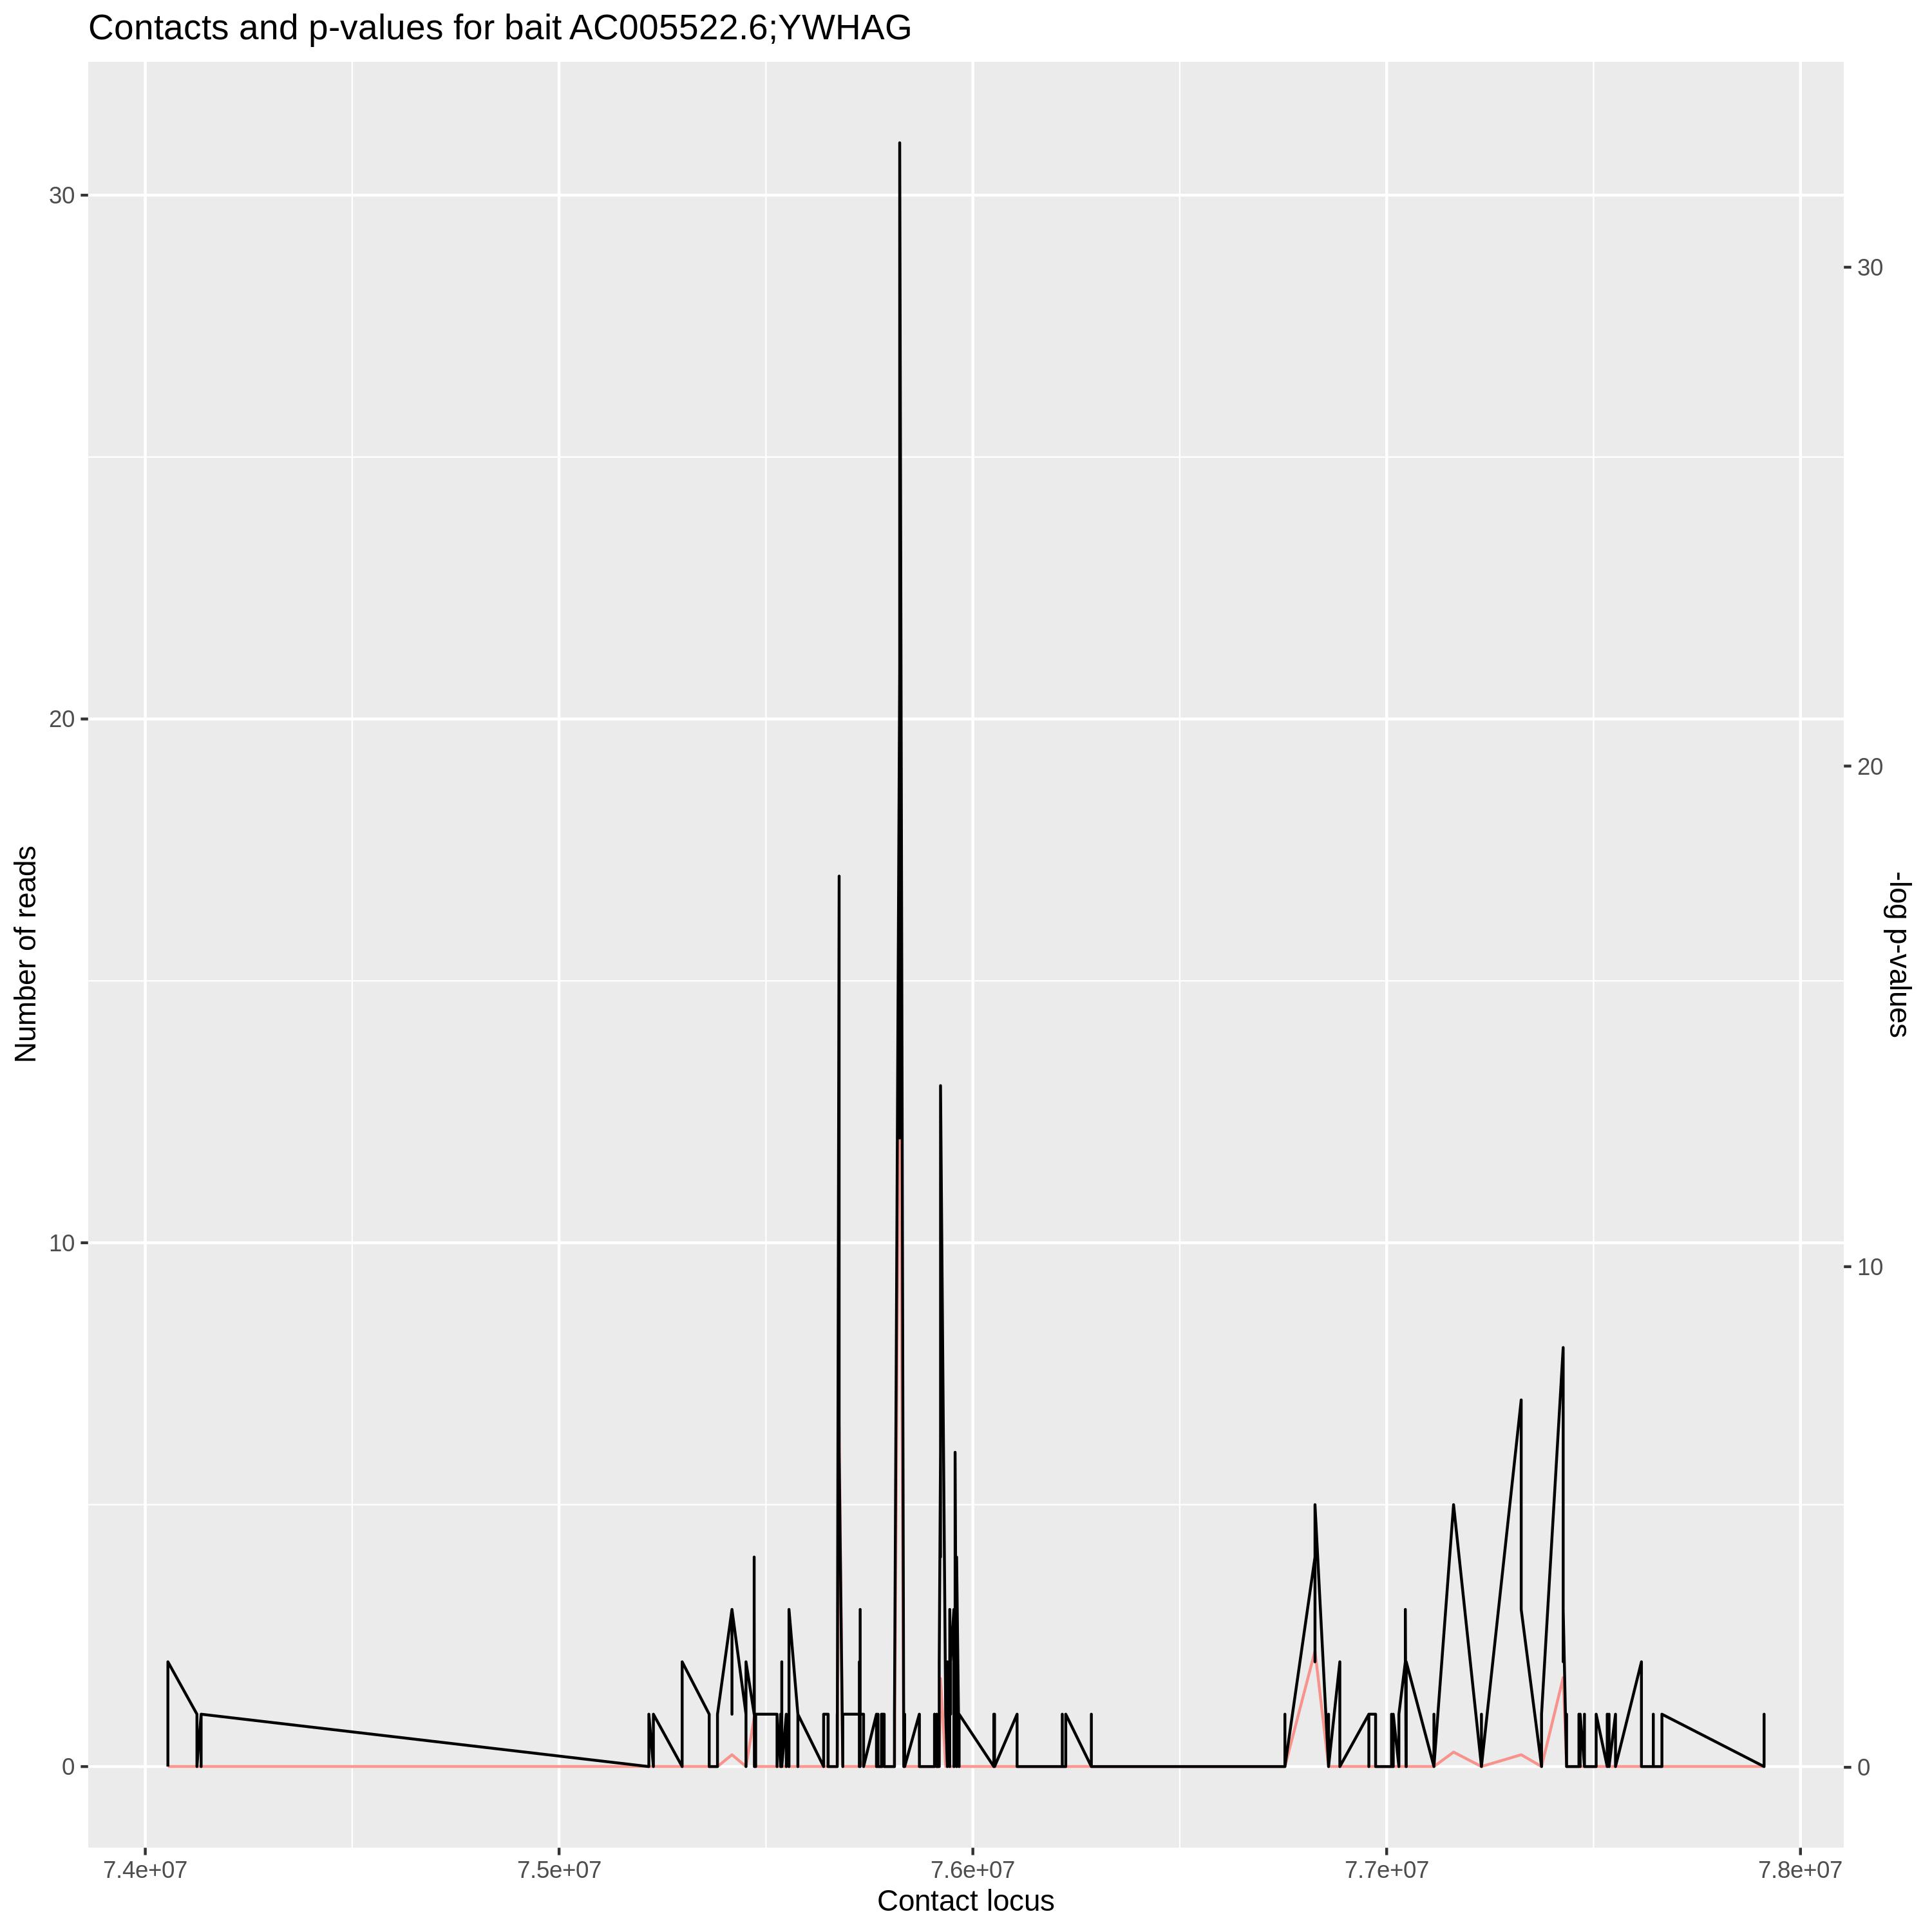 Contacts and p-values for bait AC005522.6;YWHAG
Number of reads
30
20
10
0
30
20
10
0
-log p-values
7.4e+07 7.5e+07 7.6e+07 7.7e+07 7.8e+07
Contact locus